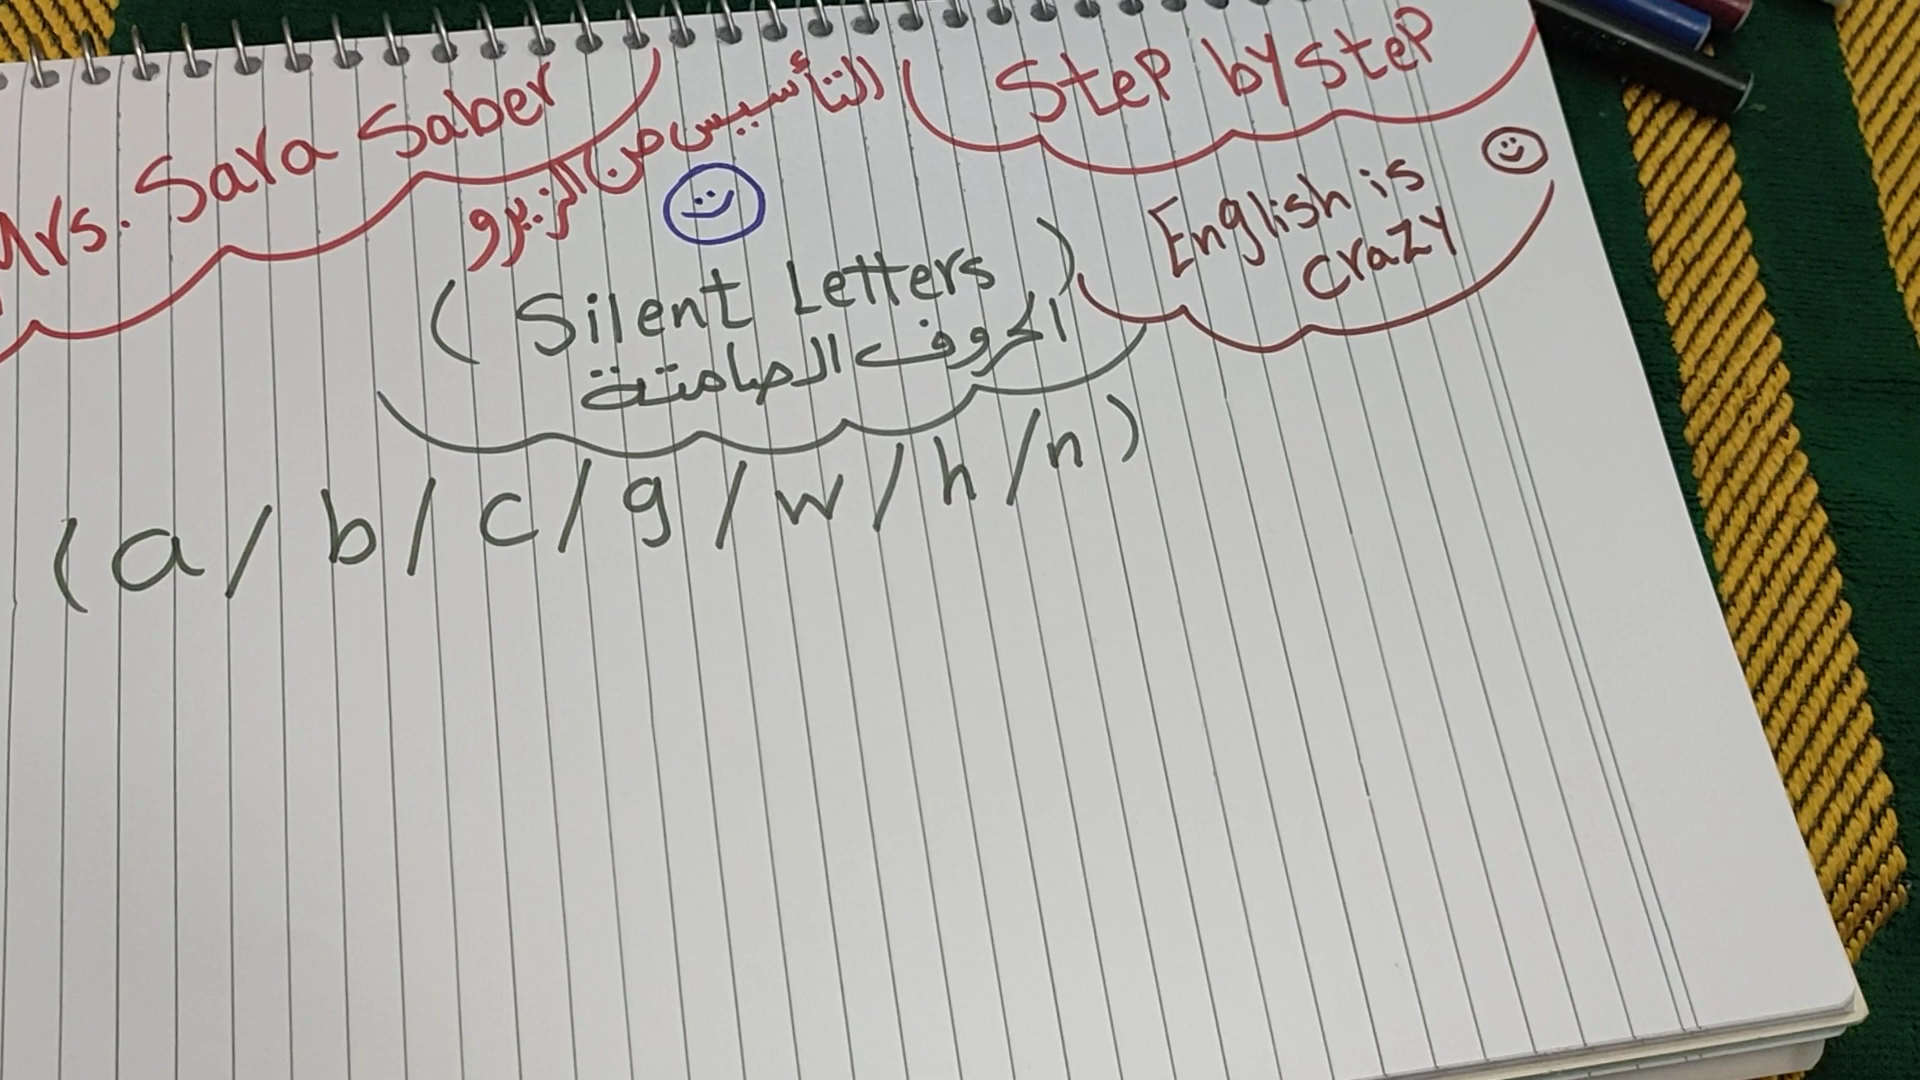 Mrs. Sara Saber
التأسيس من الزيرو
Step by step
English is
crazy
( Silent Letters )
الحروف الصامتة
( a / b / c / g / w / h / n )